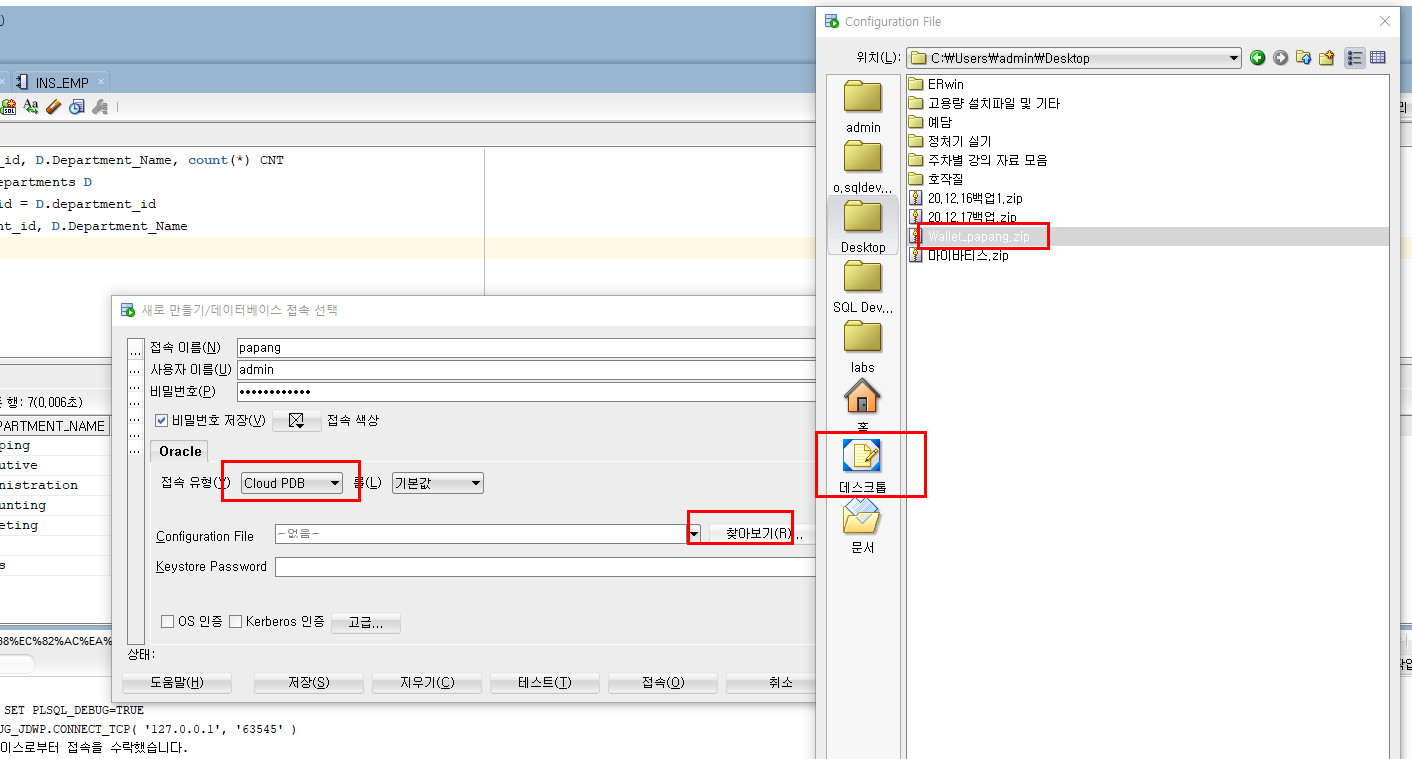 INS_EMP
_id, D.Department_Name, count(*) CNT
epartments D
id = D.department_id
nt_id, D.Department_Name
행: 7(0,006초)
PARTMENT_NAME
ping
utive
nistration
unting
eting
s
38%EC%82%AC%EA%
SET PLSQL_DEBUG=TRUE
UG_JDWP.CONNECT_TCP( '127.0.0.1', '63545' )
이스로부터 접속을 수락했습니다.
새로 만들기/데이터베이스 접속 선택
접속 이름(N) papang
사용자 이름(U) admin
비밀번호(P) ••••••••••••
비밀번호 저장(V) 접속 색상
Oracle
접속 유형(Y) Cloud PDB 롤(L) 기본값
Configuration File -없음- 찾아보기(R)...
Keystore Password
OS 인증 Kerberos 인증 고급...
상태:
도움말(H) 저장(S) 지우기(C) 테스트(T) 접속(O) 취소
Configuration File
위치(L): C:₩Users₩admin₩Desktop
admin
o.sqldev...
Desktop
SQL Dev...
labs
홈
데스크톱
문서
ERwin
고용량 설치파일 및 기타
예담
정처기 실기
주차별 강의 자료 모음
호작질
20.12.16백업1.zip
20.12.17백업.zip
Wallet_papang.zip
마이바티스.zip